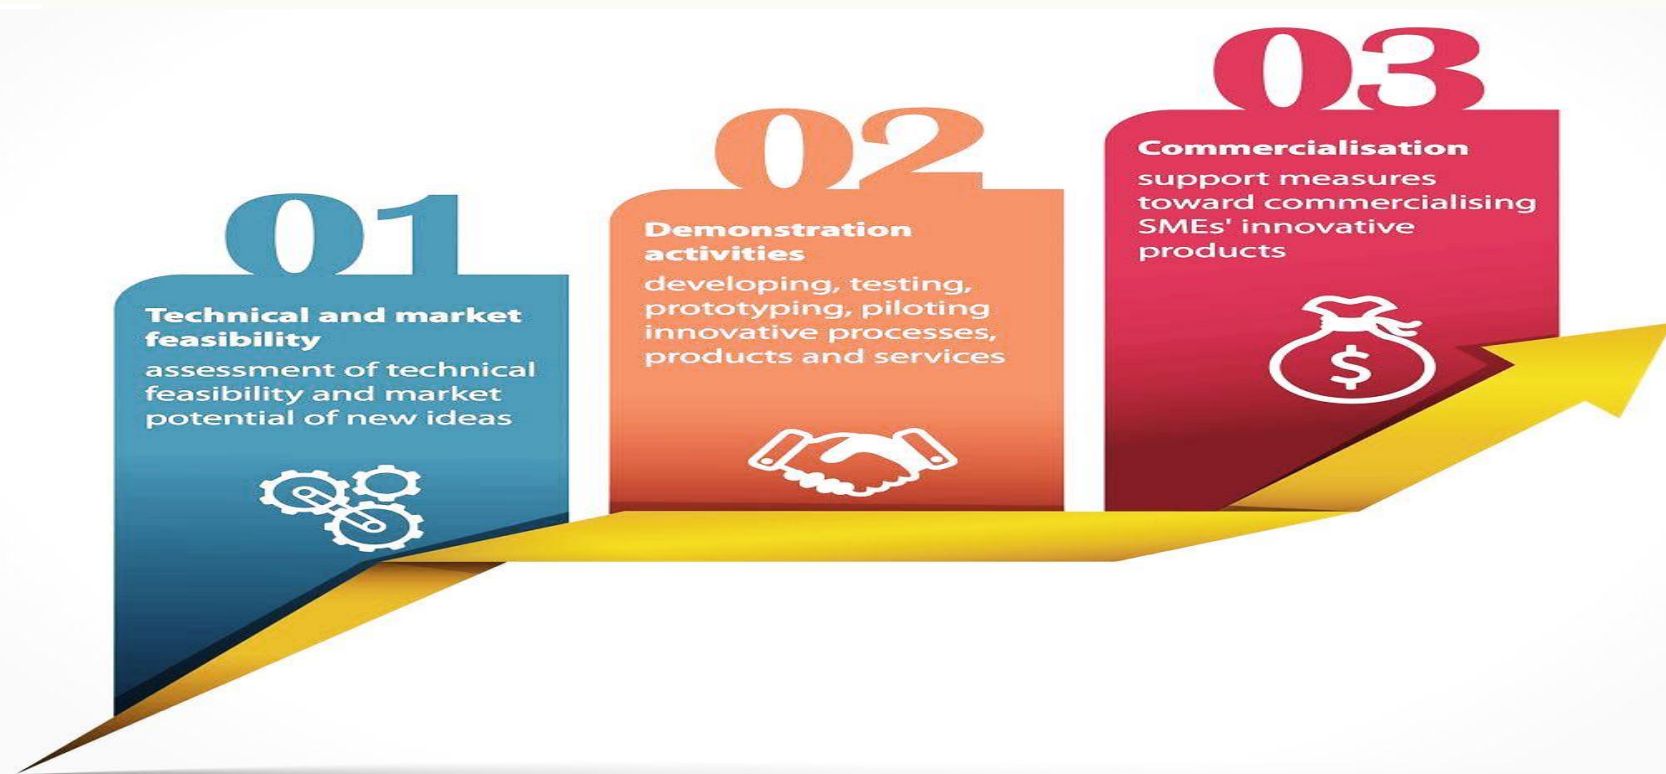 01
Technical and market
feasibility
assessment of technical
feasibility and market
potential of new ideas
02
Demonstration
activities
developing, testing,
prototyping, piloting
innovative processes,
products and services
03
Commercialisation
support measures
toward commercialising
SMEs' innovative
products
$